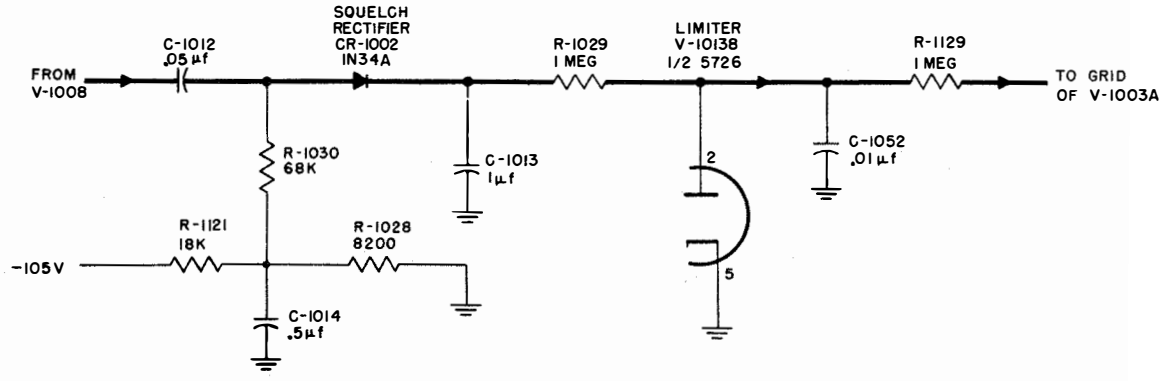 SQUELCH
RECTIFIER
CR-1002
1N34A
C-1012
.05µf
FROM
V-1008
R-1029
1 MEG
LIMITER
V-10138
1/2 5726
R-1129
1 MEG
TO GRID
OF V-1003A
R-1030
68K
C-1013
1µf
2
C-1052
.01µf
R-1121
18K
R-1028
8200
-105V
5
C-1014
.5µf